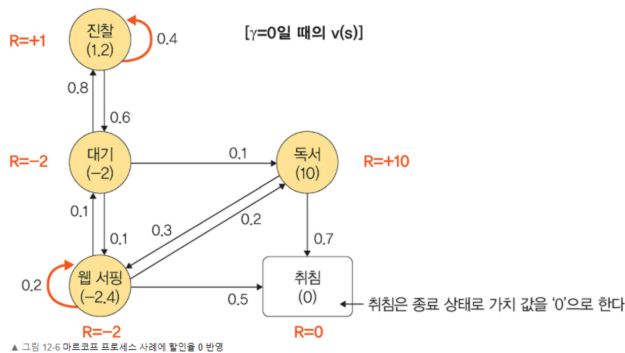 진찰
(1.2)
R=+1
0.4
[γ=0일 때의 v(s)]
0.8
0.6
R=-2
대기
(-2)
0.1
독서
(10)
R=+10
0.1
0.1
0.3
0.2
0.7
0.2
웹 서핑
(-2.4)
0.5
취침
(0)
취침은 종료 상태로 가치 값을 '0'으로 한다
R=-2
R=0
▲ 그림 12-6 마르코프 프로세스 사례에 할인율 0 반영